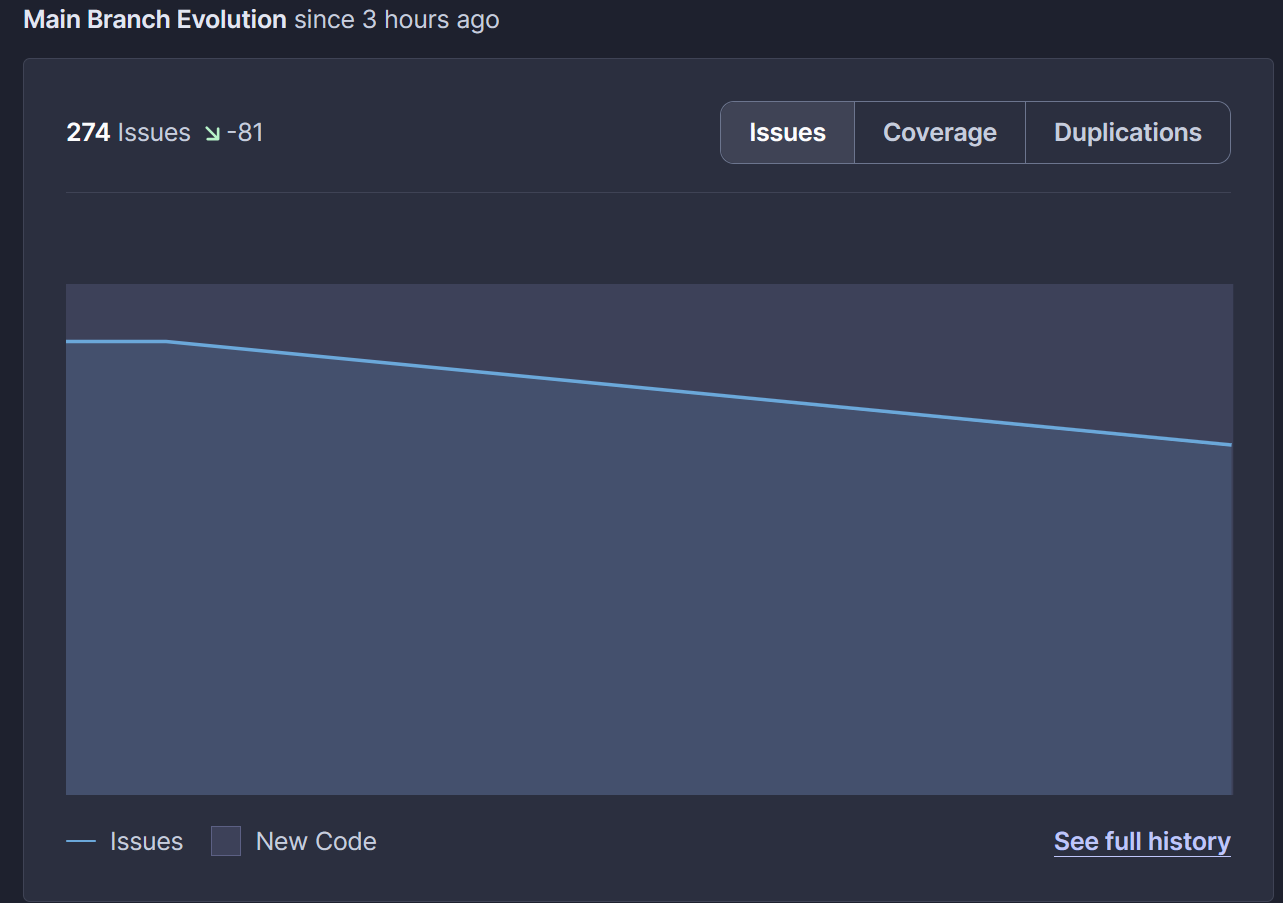 Main Branch Evolution since 3 hours ago
274 Issues -81
Issues Coverage Duplications
Issues New Code
See full history